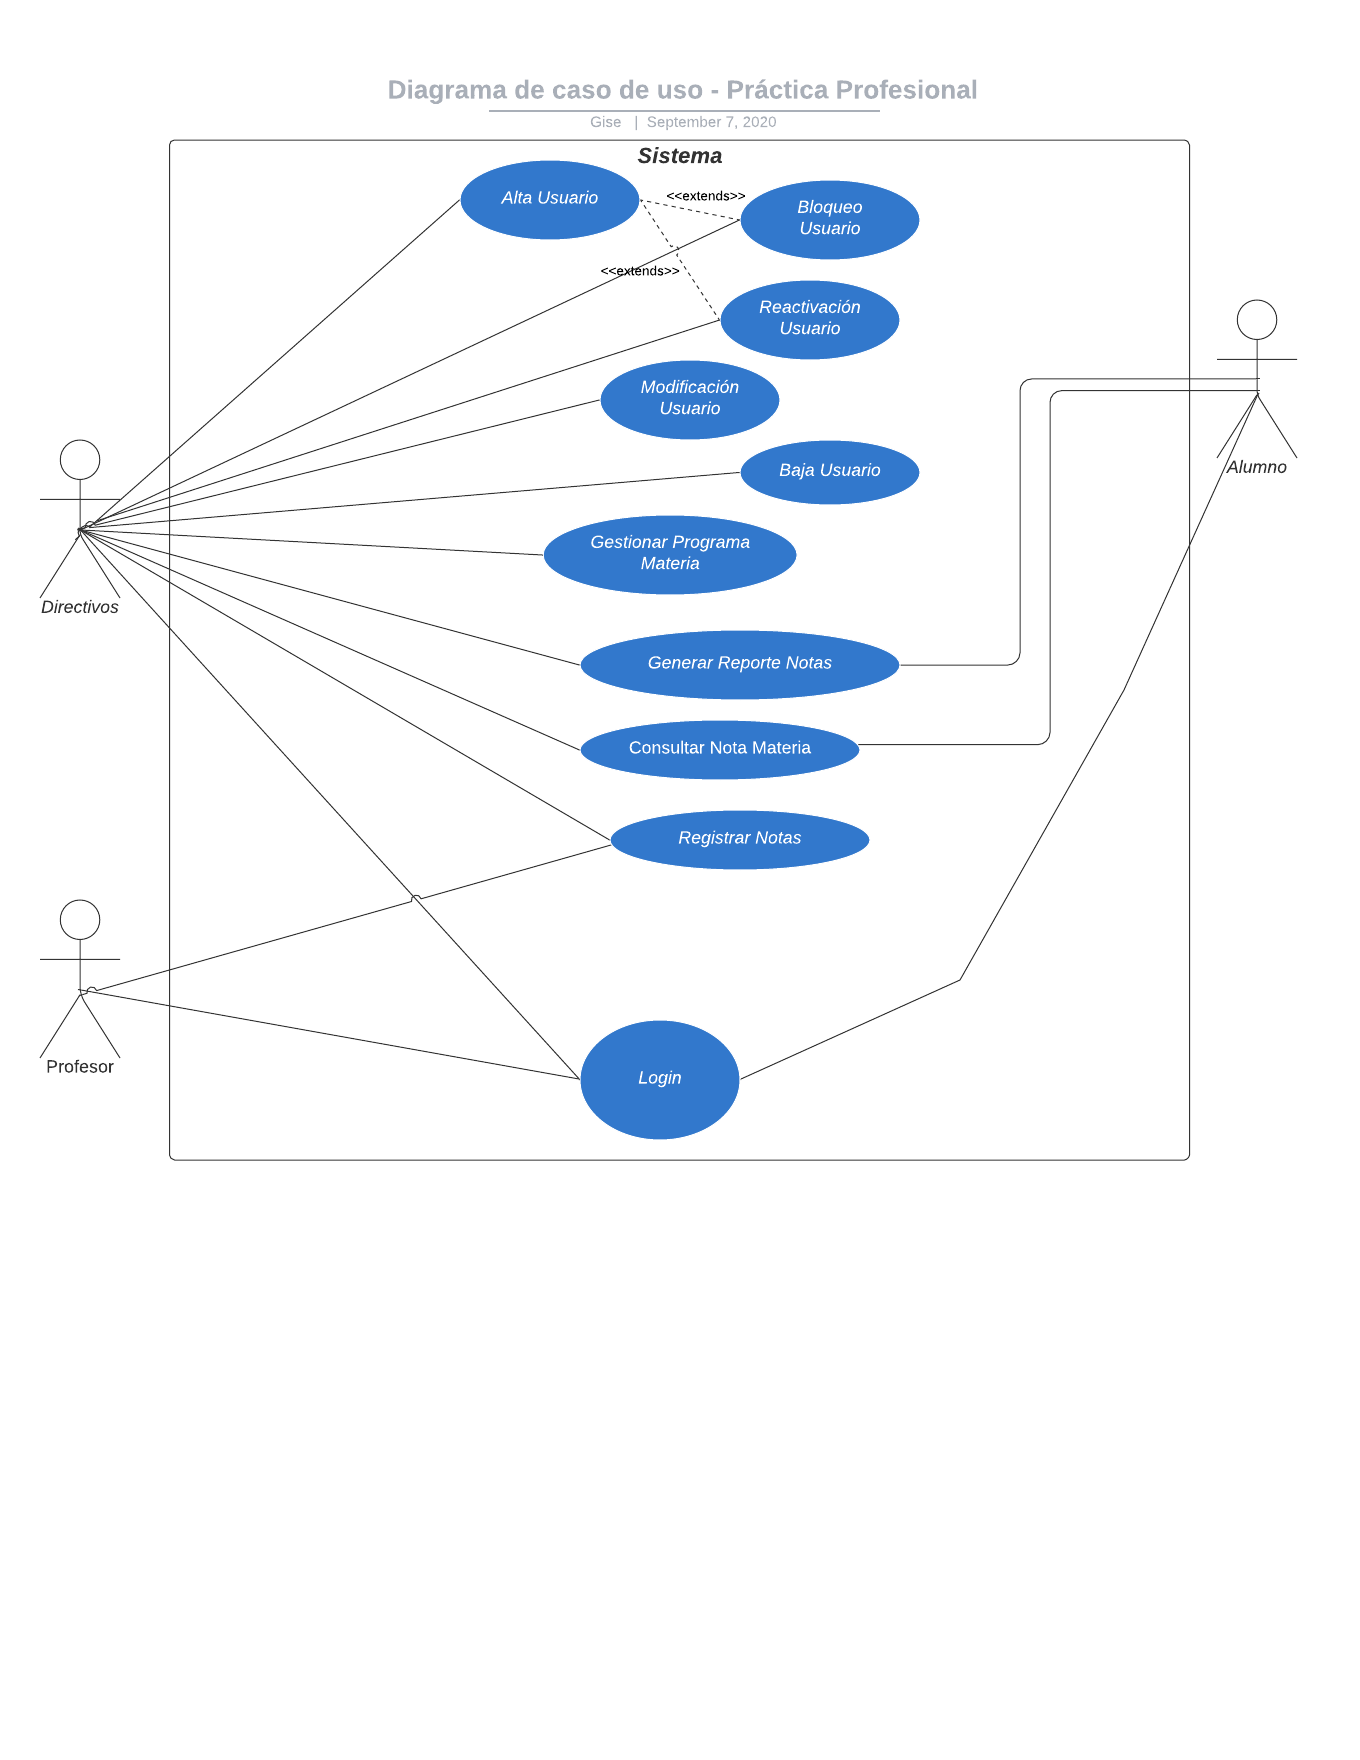 Diagrama de caso de uso - Práctica Profesional
Gise | September 7, 2020
Sistema
Alta Usuario
<<extends>>
Bloqueo
Usuario
<<extends>>
Reactivación
Usuario
Modificación
Usuario
Baja Usuario
Alumno
Gestionar Programa
Materia
Directivos
Generar Reporte Notas
Consultar Nota Materia
Registrar Notas
Profesor
Login